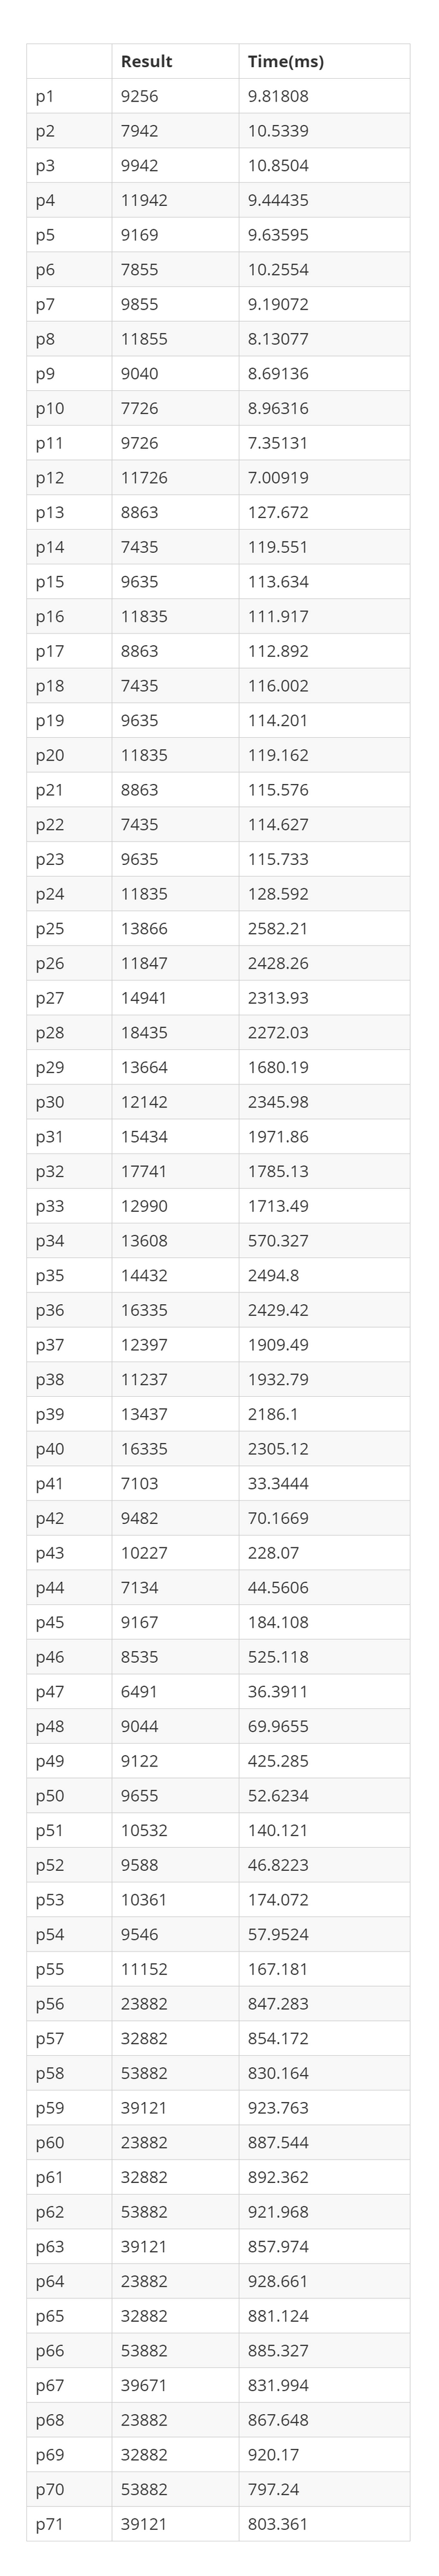 Result Time(ms)
p1 9256 9.81808
p2 7942 10.5339
p3 9942 10.8504
p4 11942 9.44435
p5 9169 9.63595
p6 7855 10.2554
p7 9855 9.19072
p8 11855 8.13077
p9 9040 8.69136
p10 7726 8.96316
p11 9726 7.35131
p12 11726 7.00919
p13 8863 127.672
p14 7435 119.551
p15 9635 113.634
p16 11835 111.917
p17 8863 112.892
p18 7435 116.002
p19 9635 114.201
p20 11835 119.162
p21 8863 115.576
p22 7435 114.627
p23 9635 115.733
p24 11835 128.592
p25 13866 2582.21
p26 11847 2428.26
p27 14941 2313.93
p28 18435 2272.03
p29 13664 1680.19
p30 12142 2345.98
p31 15434 1971.86
p32 17741 1785.13
p33 12990 1713.49
p34 13608 570.327
p35 14432 2494.8
p36 16335 2429.42
p37 12397 1909.49
p38 11237 1932.79
p39 13437 2186.1
p40 16335 2305.12
p41 7103 33.3444
p42 9482 70.1669
p43 10227 228.07
p44 7134 44.5606
p45 9167 184.108
p46 8535 525.118
p47 6491 36.3911
p48 9044 69.9655
p49 9122 425.285
p50 9655 52.6234
p51 10532 140.121
p52 9588 46.8223
p53 10361 174.072
p54 9546 57.9524
p55 11152 167.181
p56 23882 847.283
p57 32882 854.172
p58 53882 830.164
p59 39121 923.763
p60 23882 887.544
p61 32882 892.362
p62 53882 921.968
p63 39121 857.974
p64 23882 928.661
p65 32882 881.124
p66 53882 885.327
p67 39671 831.994
p68 23882 867.648
p69 32882 920.17
p70 53882 797.24
p71 39121 803.361